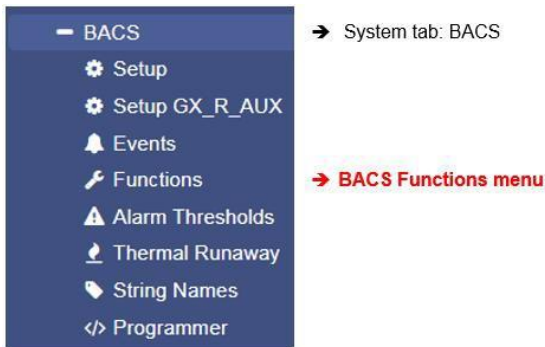 BACS → System tab: BACS
Setup
Setup GX_R_AUX
Events
Functions → BACS Functions menu
Alarm Thresholds
Thermal Runaway
String Names
</> Programmer